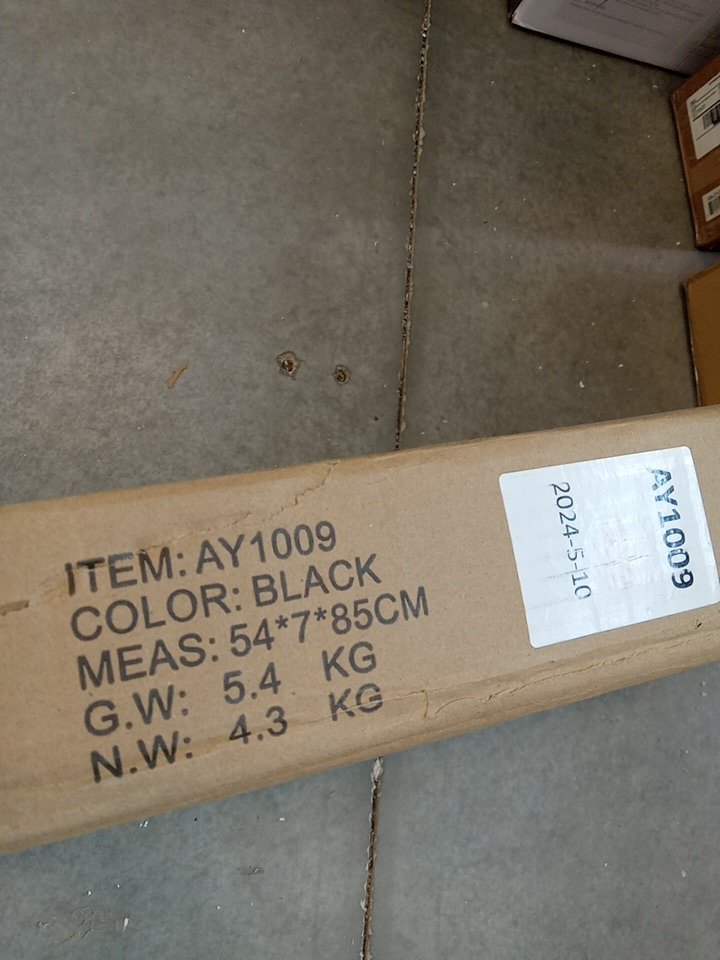 ITEM: AY1009
COLOR: BLACK
MEAS: 54*7*85CM
G.W: 5.4 KG
N.W: 4.3 KG
AY1009
2024-5-10